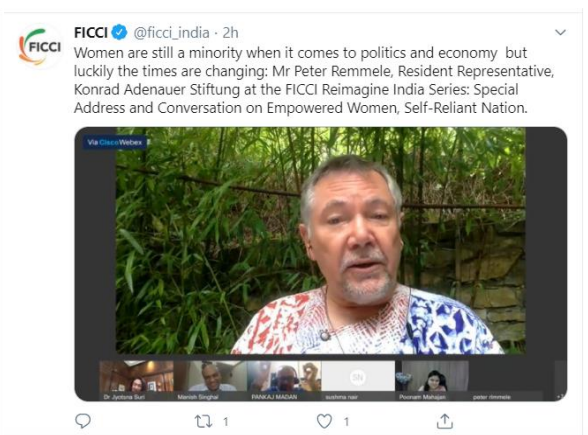 FICCI @ficci_india · 2h
FICCI
Women are still a minority when it comes to politics and economy but
luckily the times are changing: Mr Peter Remmele, Resident Representative,
Konrad Adenauer Stiftung at the FICCI Reimagine India Series: Special
Address and Conversation on Empowered Women, Self-Reliant Nation.
Via Cisco Webex
SN
Dr Jyotsna Suri Manish Singhal PANKAJ MADAN sushma nair Poonam Mahajan peter rimmele
1 1